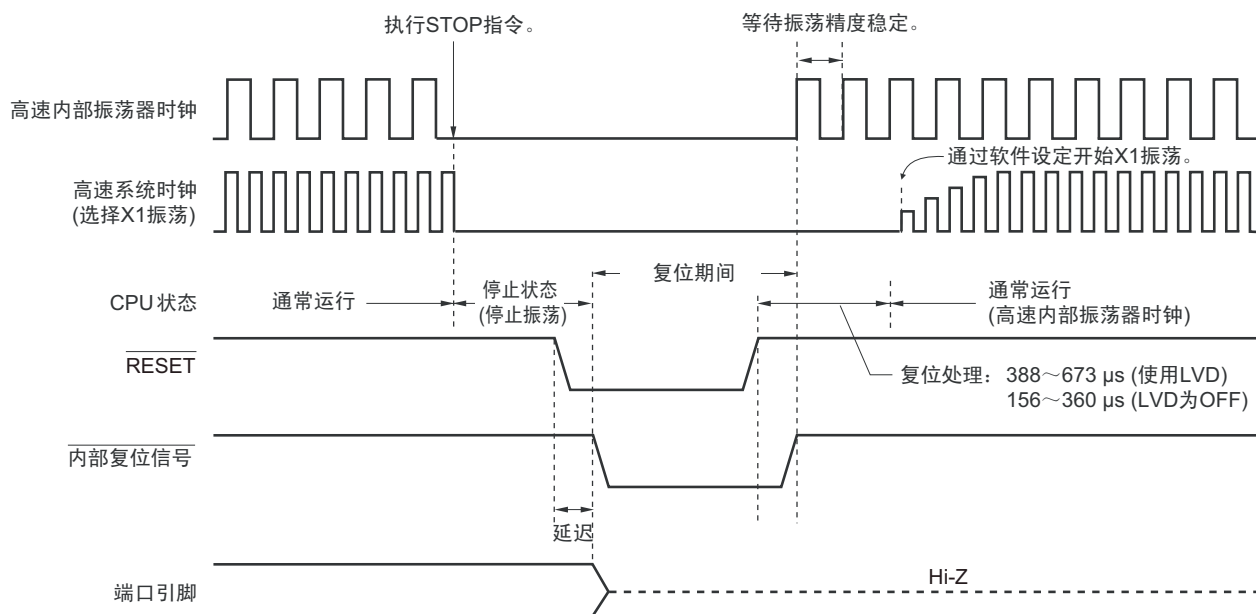 执行STOP指令。
等待振荡精度稳定。
高速内部振荡器时钟
通过软件设定开始X1振荡。
高速系统时钟
(选择X1振荡)
复位期间
CPU状态
通常运行
停止状态
(停止振荡)
通常运行
(高速内部振荡器时钟)
RESET
复位处理：388～673 µs (使用LVD)
156～360 µs (LVD为OFF)
内部复位信号
延迟
Hi-Z
端口引脚